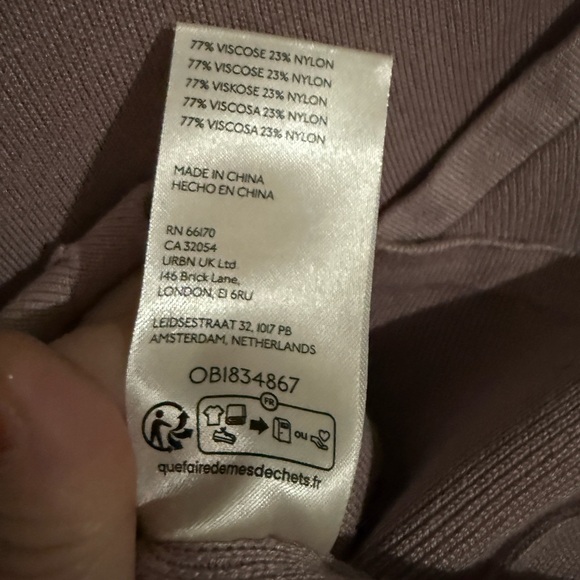 77% VISCOSE 23% NYLON
77% VISCOSE 23% NYLON
77% VISKOSE 23% NYLON
77% VISCOSA 23% NYLON
77% VISCOSA 23% NYLON
MADE IN CHINA
HECHO EN CHINA
RN 66170
CA 32054
URBN UK Ltd
146 Brick Lane,
LONDON, E1 6RU
LEIDSESTRAAT 32, 1017 PB
AMSTERDAM, NETHERLANDS
OB1834867
FR
ou
quefairedemesdechets.fr